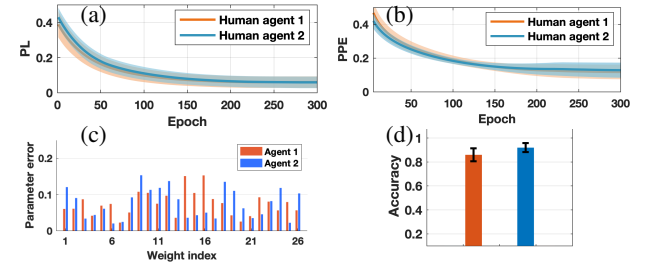 (a)
PL
0.4
0.2
0
Human agent 1
Human agent 2
0 50 100 150 200 250 300
Epoch
(b)
PPE
0.4
0.2
0
Human agent 1
Human agent 2
50 100 150 200 250 300
Epoch
(c)
Parameter error
0.2
0.1
0
Agent 1
Agent 2
1 6 11 16 21 26
Weight index
(d)
Accuracy
1
0.8
0.6
0.4
0.2